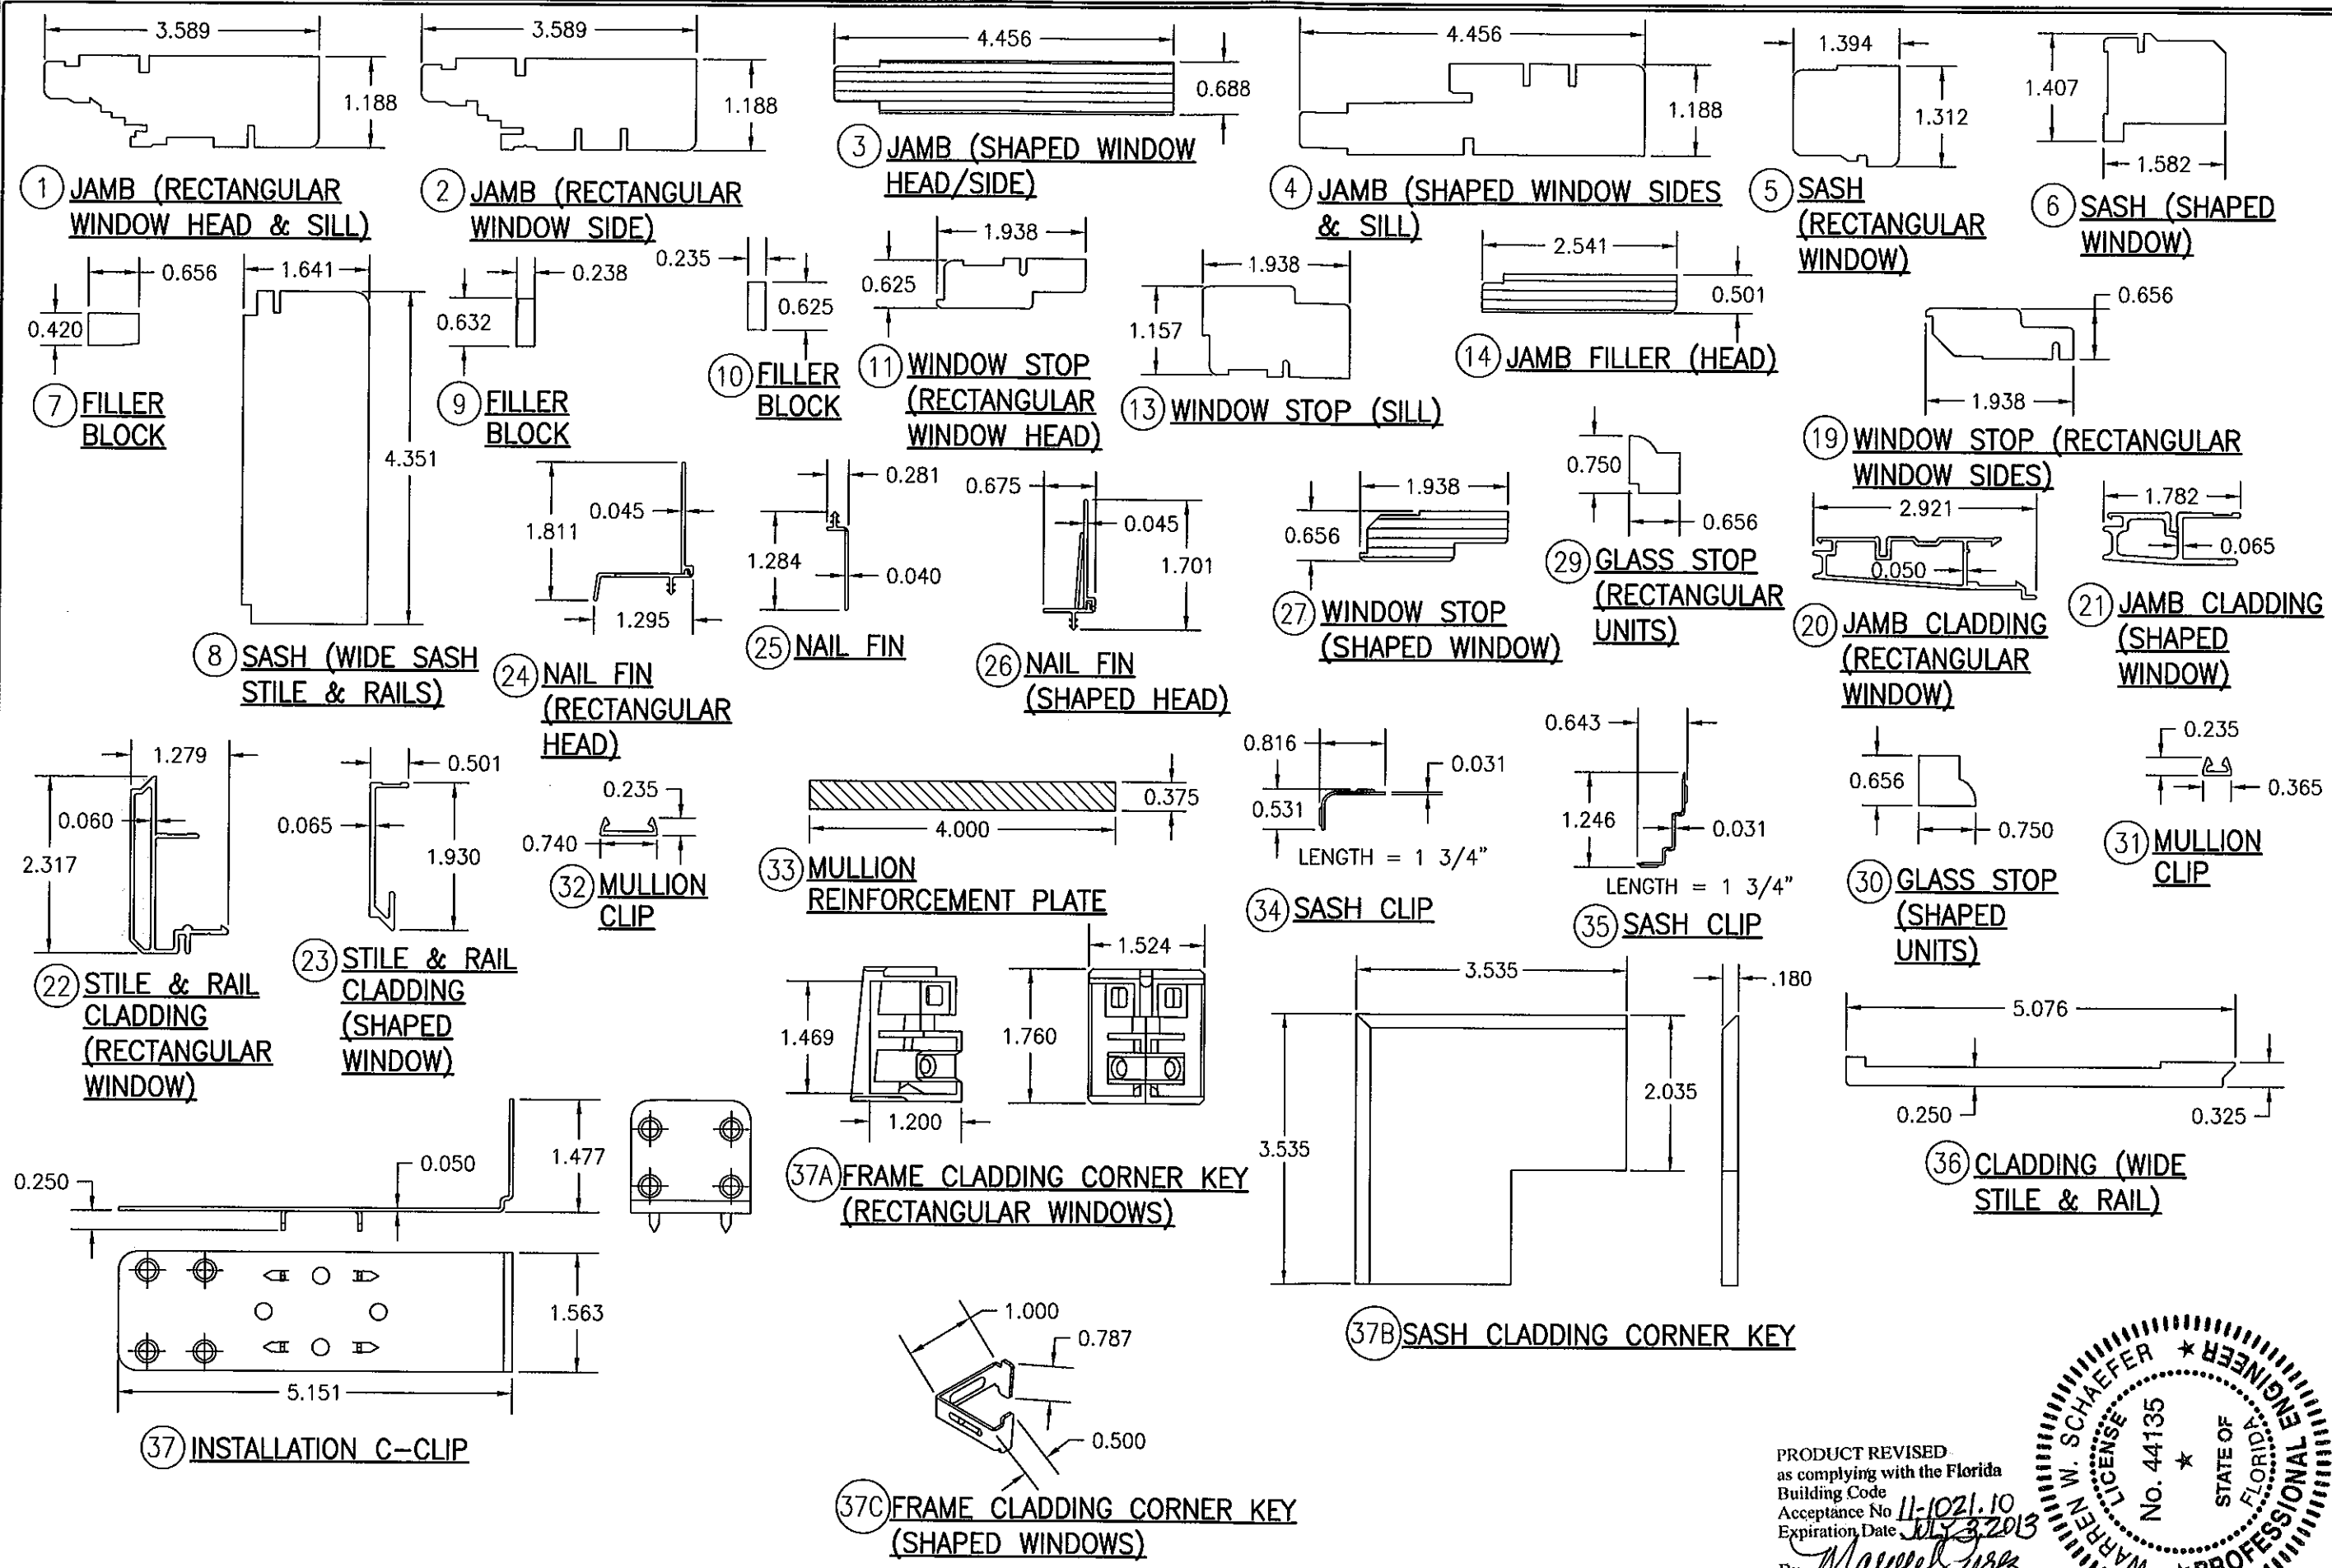 3.589
1.188
1 JAMB (RECTANGULAR
WINDOW HEAD & SILL)
3.589
1.188
2 JAMB (RECTANGULAR
WINDOW SIDE)
4.456
0.688
3 JAMB (SHAPED WINDOW
HEAD/SIDE)
4.456
1.188
4 JAMB (SHAPED WINDOW SIDES
& SILL)
1.394
1.312
5 SASH
(RECTANGULAR
WINDOW)
1.407
1.582
6 SASH (SHAPED
WINDOW)
0.656
0.420
7 FILLER
BLOCK
1.641
4.351
8 SASH (WIDE SASH
STILE & RAILS)
0.238
0.632
9 FILLER
BLOCK
0.235
0.625
10 FILLER
BLOCK
1.938
0.625
11 WINDOW STOP
(RECTANGULAR
WINDOW HEAD)
1.938
1.157
13 WINDOW STOP (SILL)
2.541
0.501
14 JAMB FILLER (HEAD)
0.656
1.938
19 WINDOW STOP (RECTANGULAR
WINDOW SIDES)
1.811
0.045
1.295
24 NAIL FIN
(RECTANGULAR
HEAD)
0.281
1.284
0.040
25 NAIL FIN
0.675
0.045
1.701
26 NAIL FIN
(SHAPED HEAD)
1.938
0.656
27 WINDOW STOP
(SHAPED WINDOW)
0.750
0.656
29 GLASS STOP
(RECTANGULAR
UNITS)
2.921
0.050
20 JAMB CLADDING
(RECTANGULAR
WINDOW)
1.782
0.065
21 JAMB CLADDING
(SHAPED
WINDOW)
1.279
0.060
2.317
22 STILE & RAIL
CLADDING
(RECTANGULAR
WINDOW)
0.501
0.065
1.930
23 STILE & RAIL
CLADDING
(SHAPED
WINDOW)
0.235
0.740
32 MULLION
CLIP
0.375
4.000
33 MULLION
REINFORCEMENT PLATE
0.816
0.031
0.531
LENGTH = 1 3/4"
34 SASH CLIP
0.643
1.246
0.031
LENGTH = 1 3/4"
35 SASH CLIP
0.656
0.750
30 GLASS STOP
(SHAPED
UNITS)
0.235
0.365
31 MULLION
CLIP
0.250
0.050
1.477
1.563
5.151
37 INSTALLATION C-CLIP
1.469
1.200
1.760
1.524
37A FRAME CLADDING CORNER KEY
(RECTANGULAR WINDOWS)
3.535
.180
3.535
2.035
37B SASH CLADDING CORNER KEY
5.076
0.250
0.325
36 CLADDING (WIDE
STILE & RAIL)
1.000
0.787
0.500
37C FRAME CLADDING CORNER KEY
(SHAPED WINDOWS)
PRODUCT REVISED
as complying with the Florida
Building Code
Acceptance No 11-1021.10
Expiration Date JULY 3, 2013
By
WARREN W. SCHAEFER
PROFESSIONAL ENGINEER
LICENSE
No. 44135
STATE OF
FLORIDA